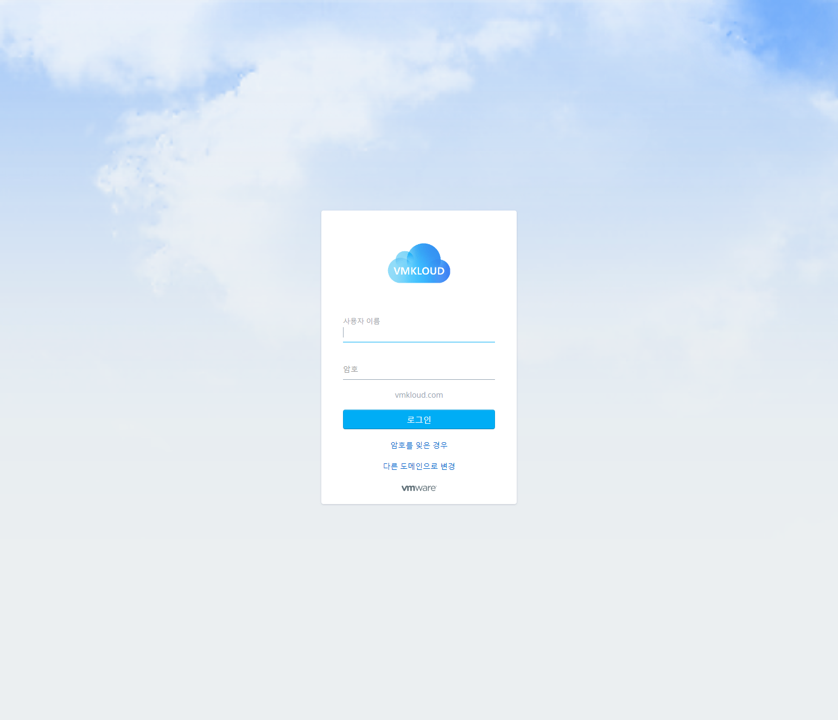 VMKLOUD
사용자 이름
암호
vmkloud.com
로그인
암호를 잊은 경우
다른 도메인으로 변경
vmware